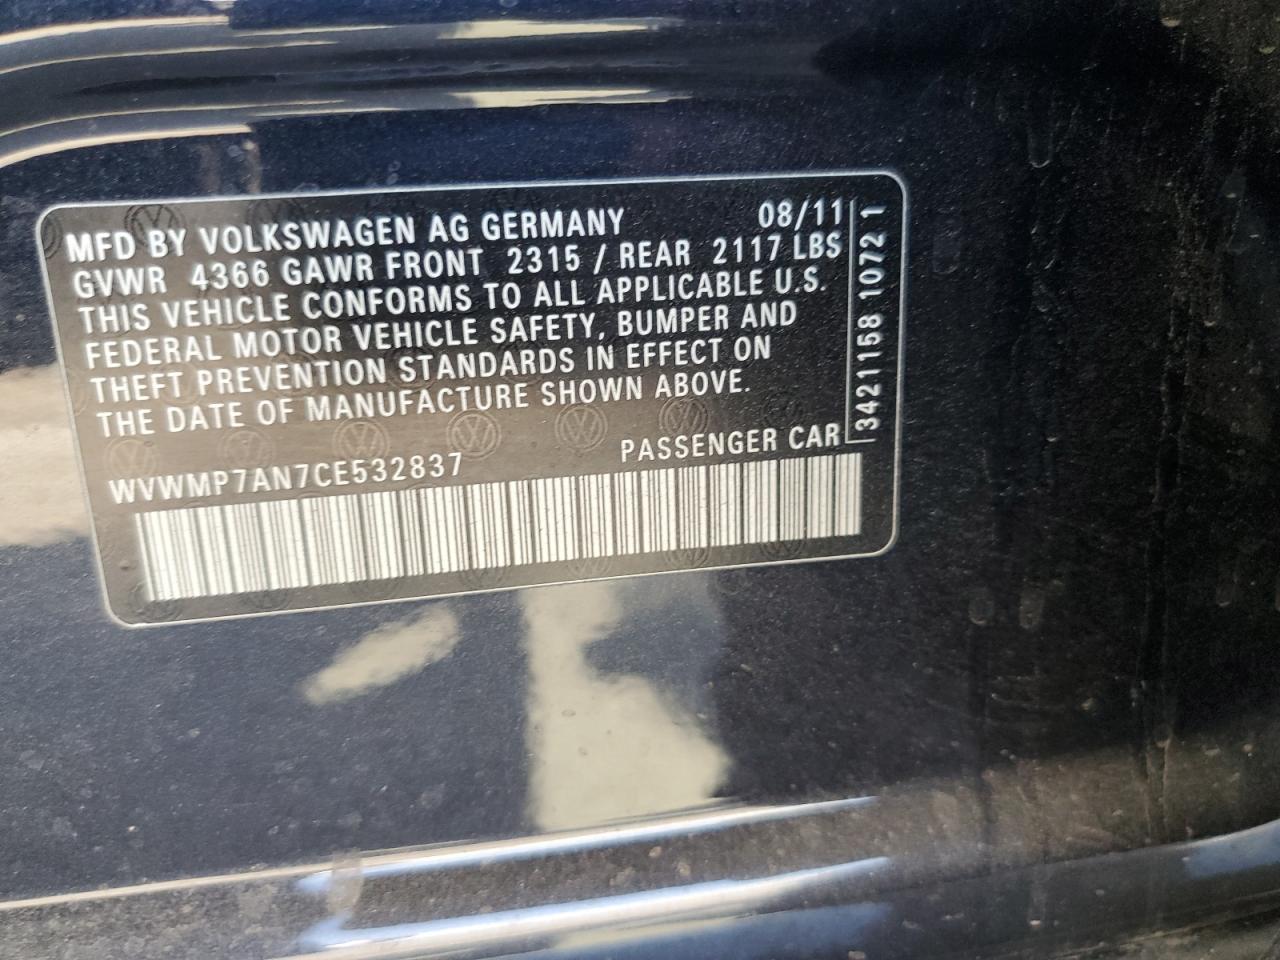 MFD BY VOLKSWAGEN AG GERMANY 08/11
GVWR 4366 GAWR FRONT 2315 / REAR 2117 LBS
THIS VEHICLE CONFORMS TO ALL APPLICABLE U.S.
FEDERAL MOTOR VEHICLE SAFETY, BUMPER AND
THEFT PREVENTION STANDARDS IN EFFECT ON
THE DATE OF MANUFACTURE SHOWN ABOVE.
PASSENGER CAR
WVWMP7AN7CE532837
3421158 1072 1